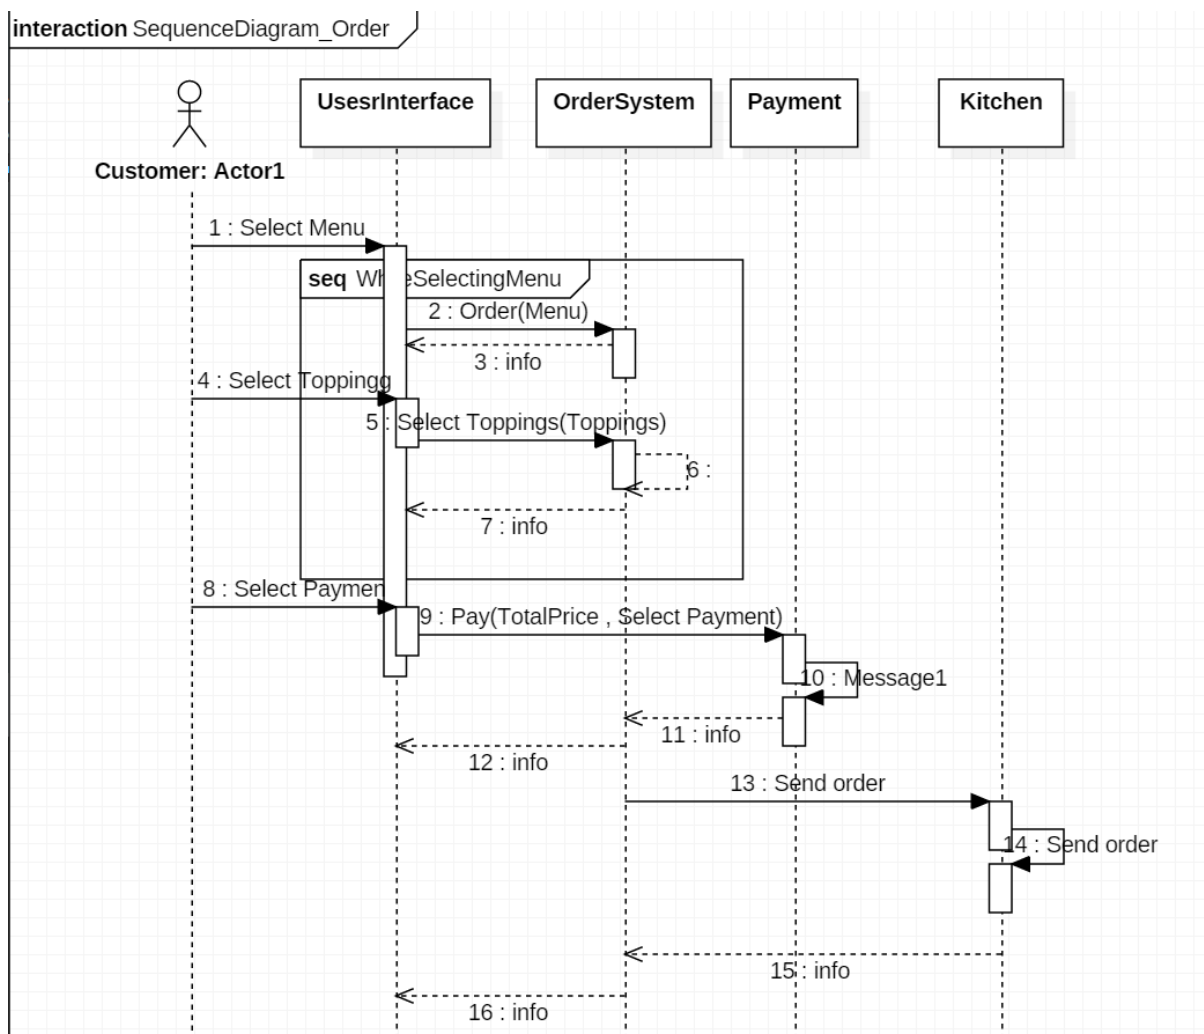 interaction SequenceDiagram_Order
UsesrInterface
OrderSystem
Payment
Kitchen
Customer: Actor1
1 : Select Menu
seq WhileSelectingMenu
2 : Order(Menu)
3 : info
4 : Select Toppingg
5 : Select Toppings(Toppings)
6 :
7 : info
8 : Select Paymen
9 : Pay(TotalPrice , Select Payment)
10 : Message1
11 : info
12 : info
13 : Send order
14 : Send order
15 : info
16 : info